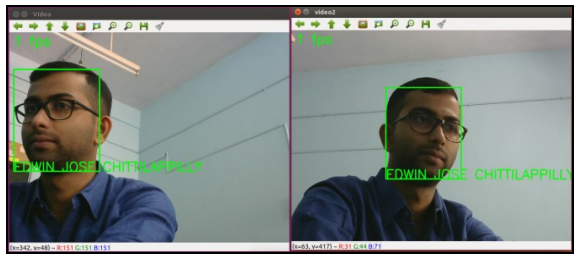 Video
1 fps
EDWIN JOSE CHITTILAPPILLY
(x=342, y=48) ~ R:151 G:151 B:151
video2
1 fps
EDWIN JOSE CHITTILAPPILLY
(x=63, y=417) ~ R:31 G:44 B:71